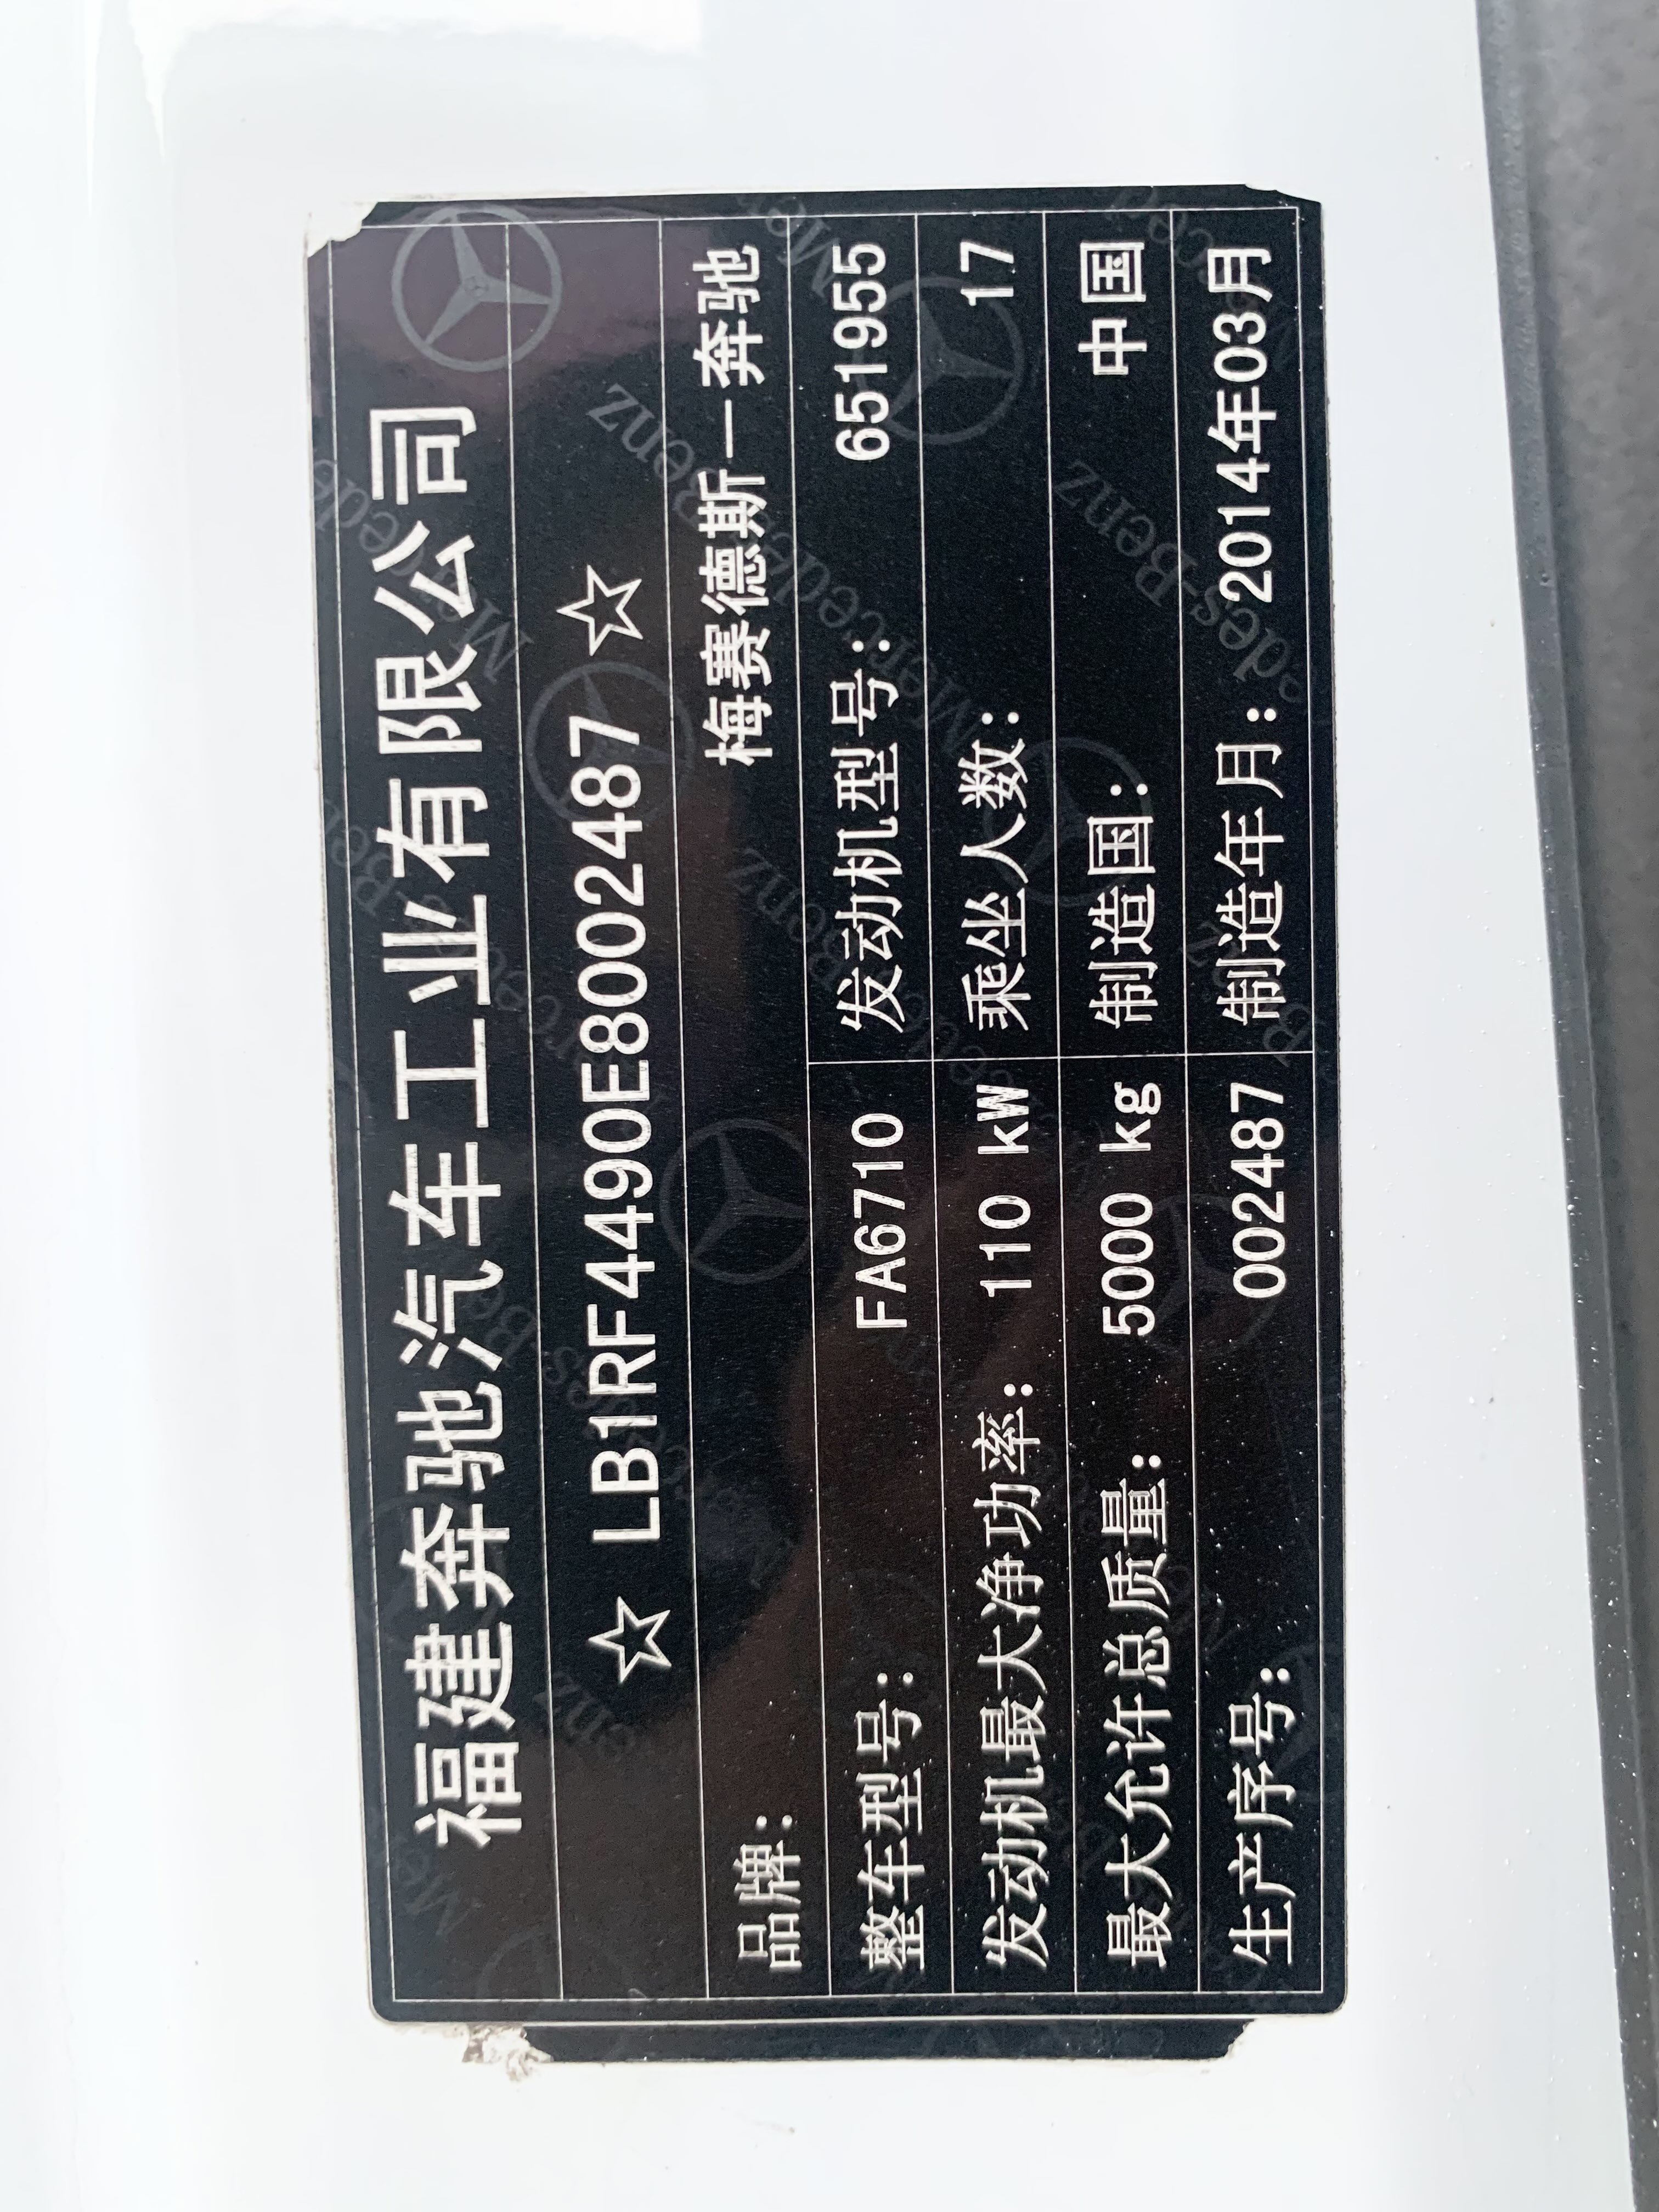 福建奔驰汽车工业有限公司
☆ LB1RF4490E8002487 ☆
品牌: 梅赛德斯－奔驰
整车型号: FA6710 发动机型号: 651955
发动机最大净功率: 110 kW 乘坐人数: 17
最大允许总质量: 5000 kg 制造国: 中国
生产序号: 002487 制造年月: 2014年03月